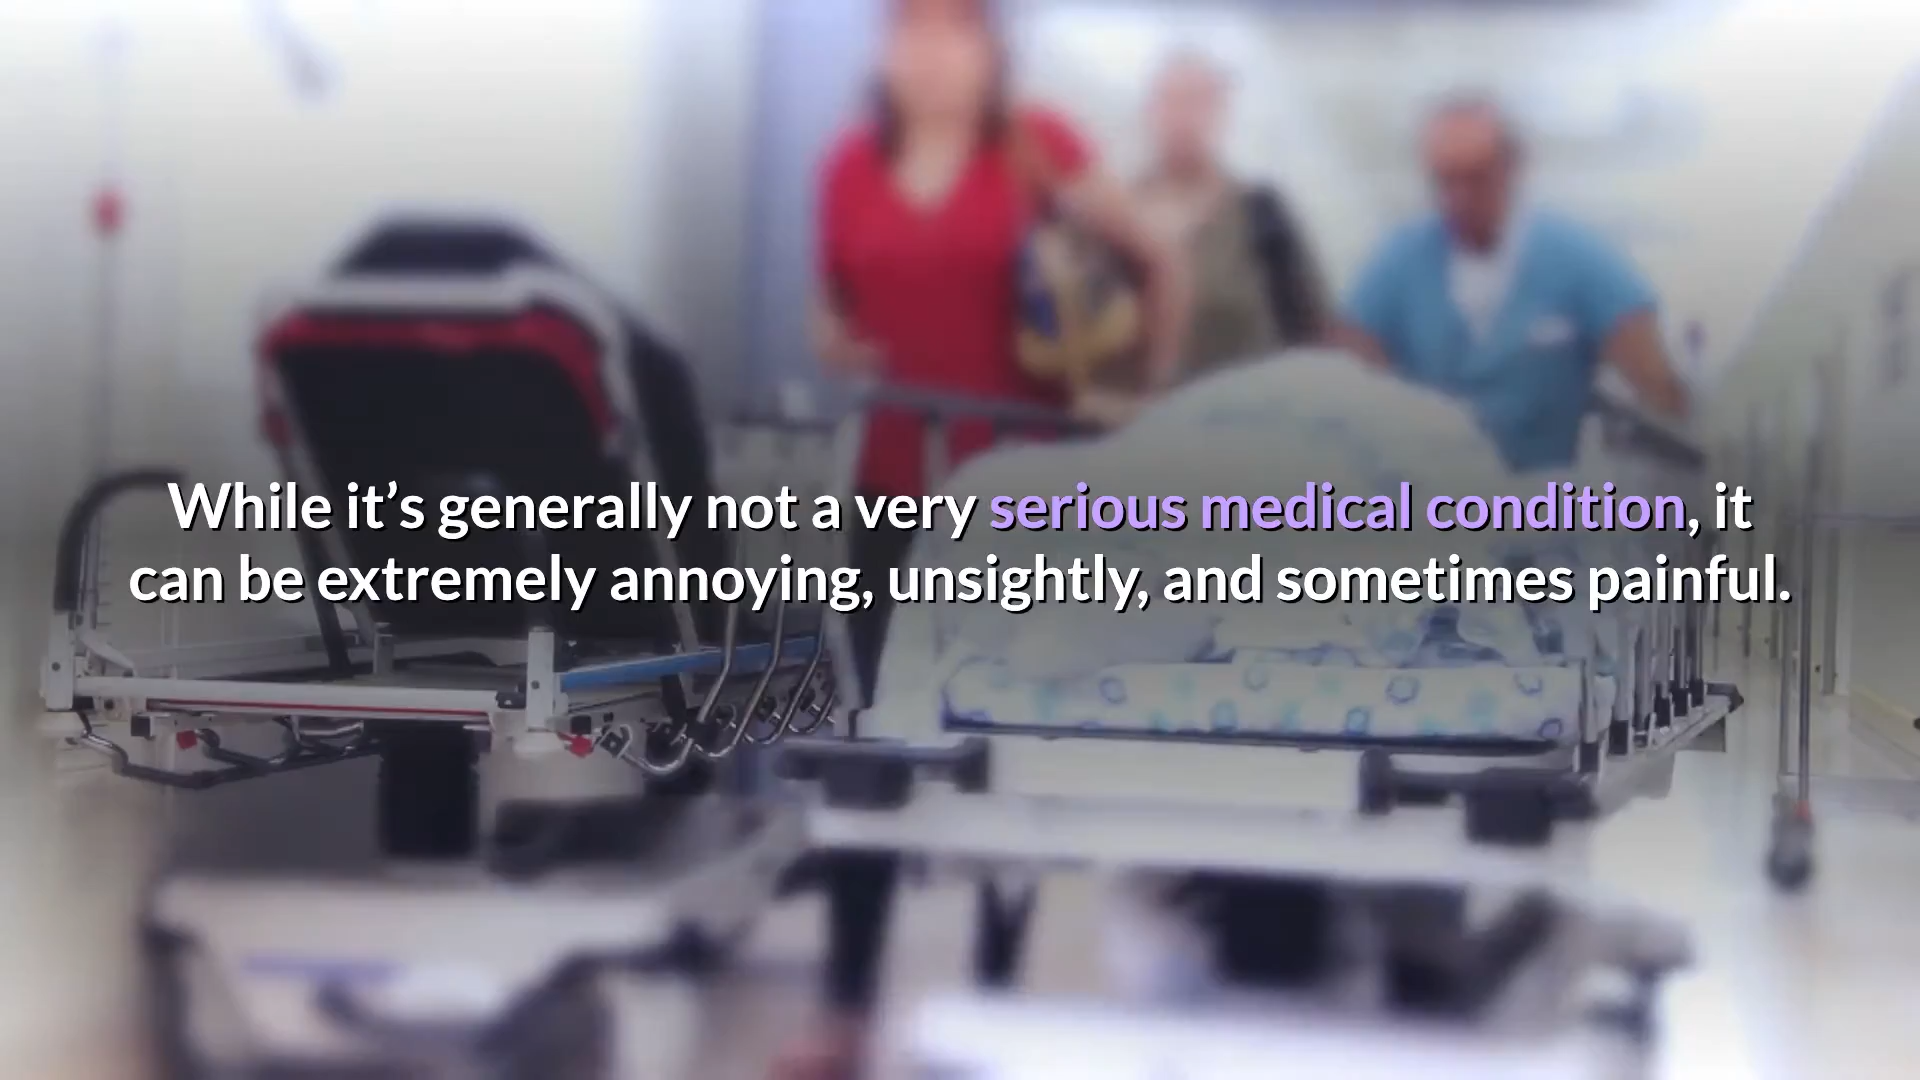 While it’s generally not a very serious medical condition, it
can be extremely annoying, unsightly, and sometimes painful.